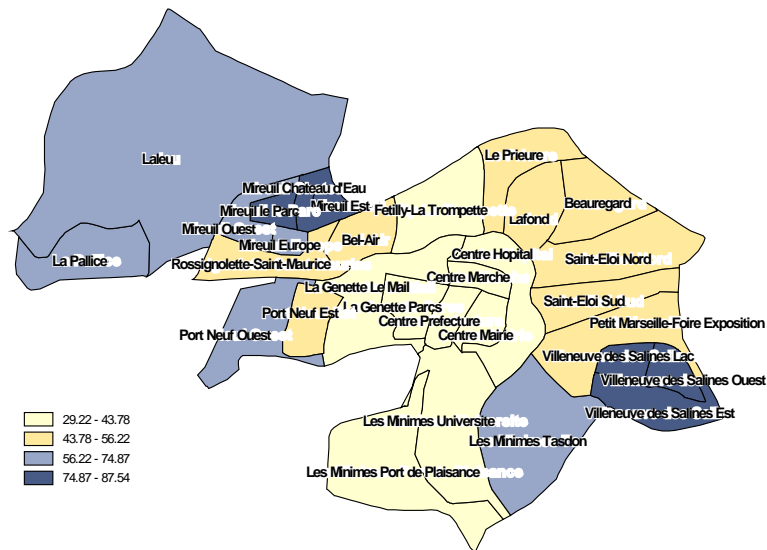 Le Prieure
Laleu
Mireuil Chateau d'Eau
Beauregard
Mireuil Est
Mireuil le Parc
Fetilly-La Trompette
Lafond
Mireuil Ouest
Bel-Air
Mireuil Europe
Centre Hopital
La Pallice
Rossignolette-Saint-Maurice
Saint-Eloi Nord
Centre Marche
La Genette Le Mail
Saint-Eloi Sud
La Genette Parçs
Port Neuf Est
Centre Prefecture
Petit Marseille-Foire Exposition
Port Neuf Ouest
Centre Mairie
Villeneuve des Salines Lac
Villeneuve des Salines Ouest
Villeneuve des Salines Est
Les Minimes Universite
Les Minimes Tasdon
Les Minimes Port de Plaisance
29.22 - 43.78
43.78 - 56.22
56.22 - 74.87
74.87 - 87.54